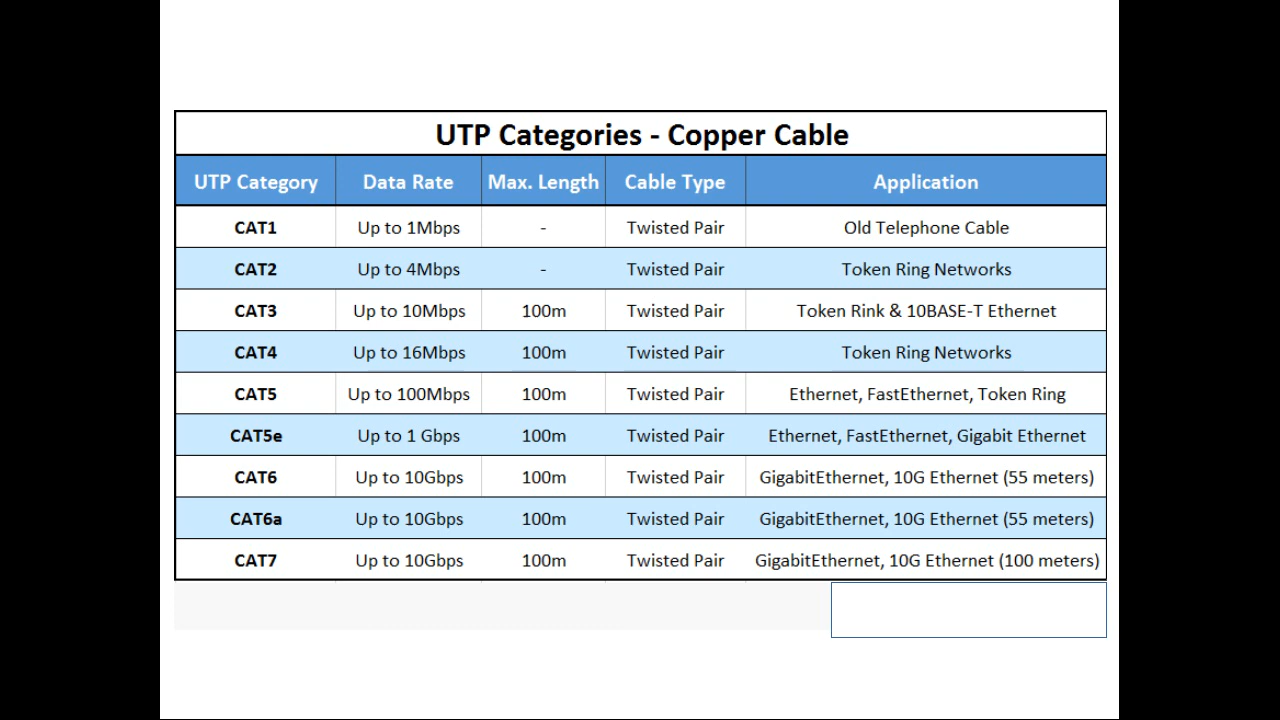 UTP Categories - Copper Cable
UTP Category Data Rate Max. Length Cable Type Application
CAT1 Up to 1Mbps - Twisted Pair Old Telephone Cable
CAT2 Up to 4Mbps - Twisted Pair Token Ring Networks
CAT3 Up to 10Mbps 100m Twisted Pair Token Rink & 10BASE-T Ethernet
CAT4 Up to 16Mbps 100m Twisted Pair Token Ring Networks
CAT5 Up to 100Mbps 100m Twisted Pair Ethernet, FastEthernet, Token Ring
CAT5e Up to 1 Gbps 100m Twisted Pair Ethernet, FastEthernet, Gigabit Ethernet
CAT6 Up to 10Gbps 100m Twisted Pair GigabitEthernet, 10G Ethernet (55 meters)
CAT6a Up to 10Gbps 100m Twisted Pair GigabitEthernet, 10G Ethernet (55 meters)
CAT7 Up to 10Gbps 100m Twisted Pair GigabitEthernet, 10G Ethernet (100 meters)